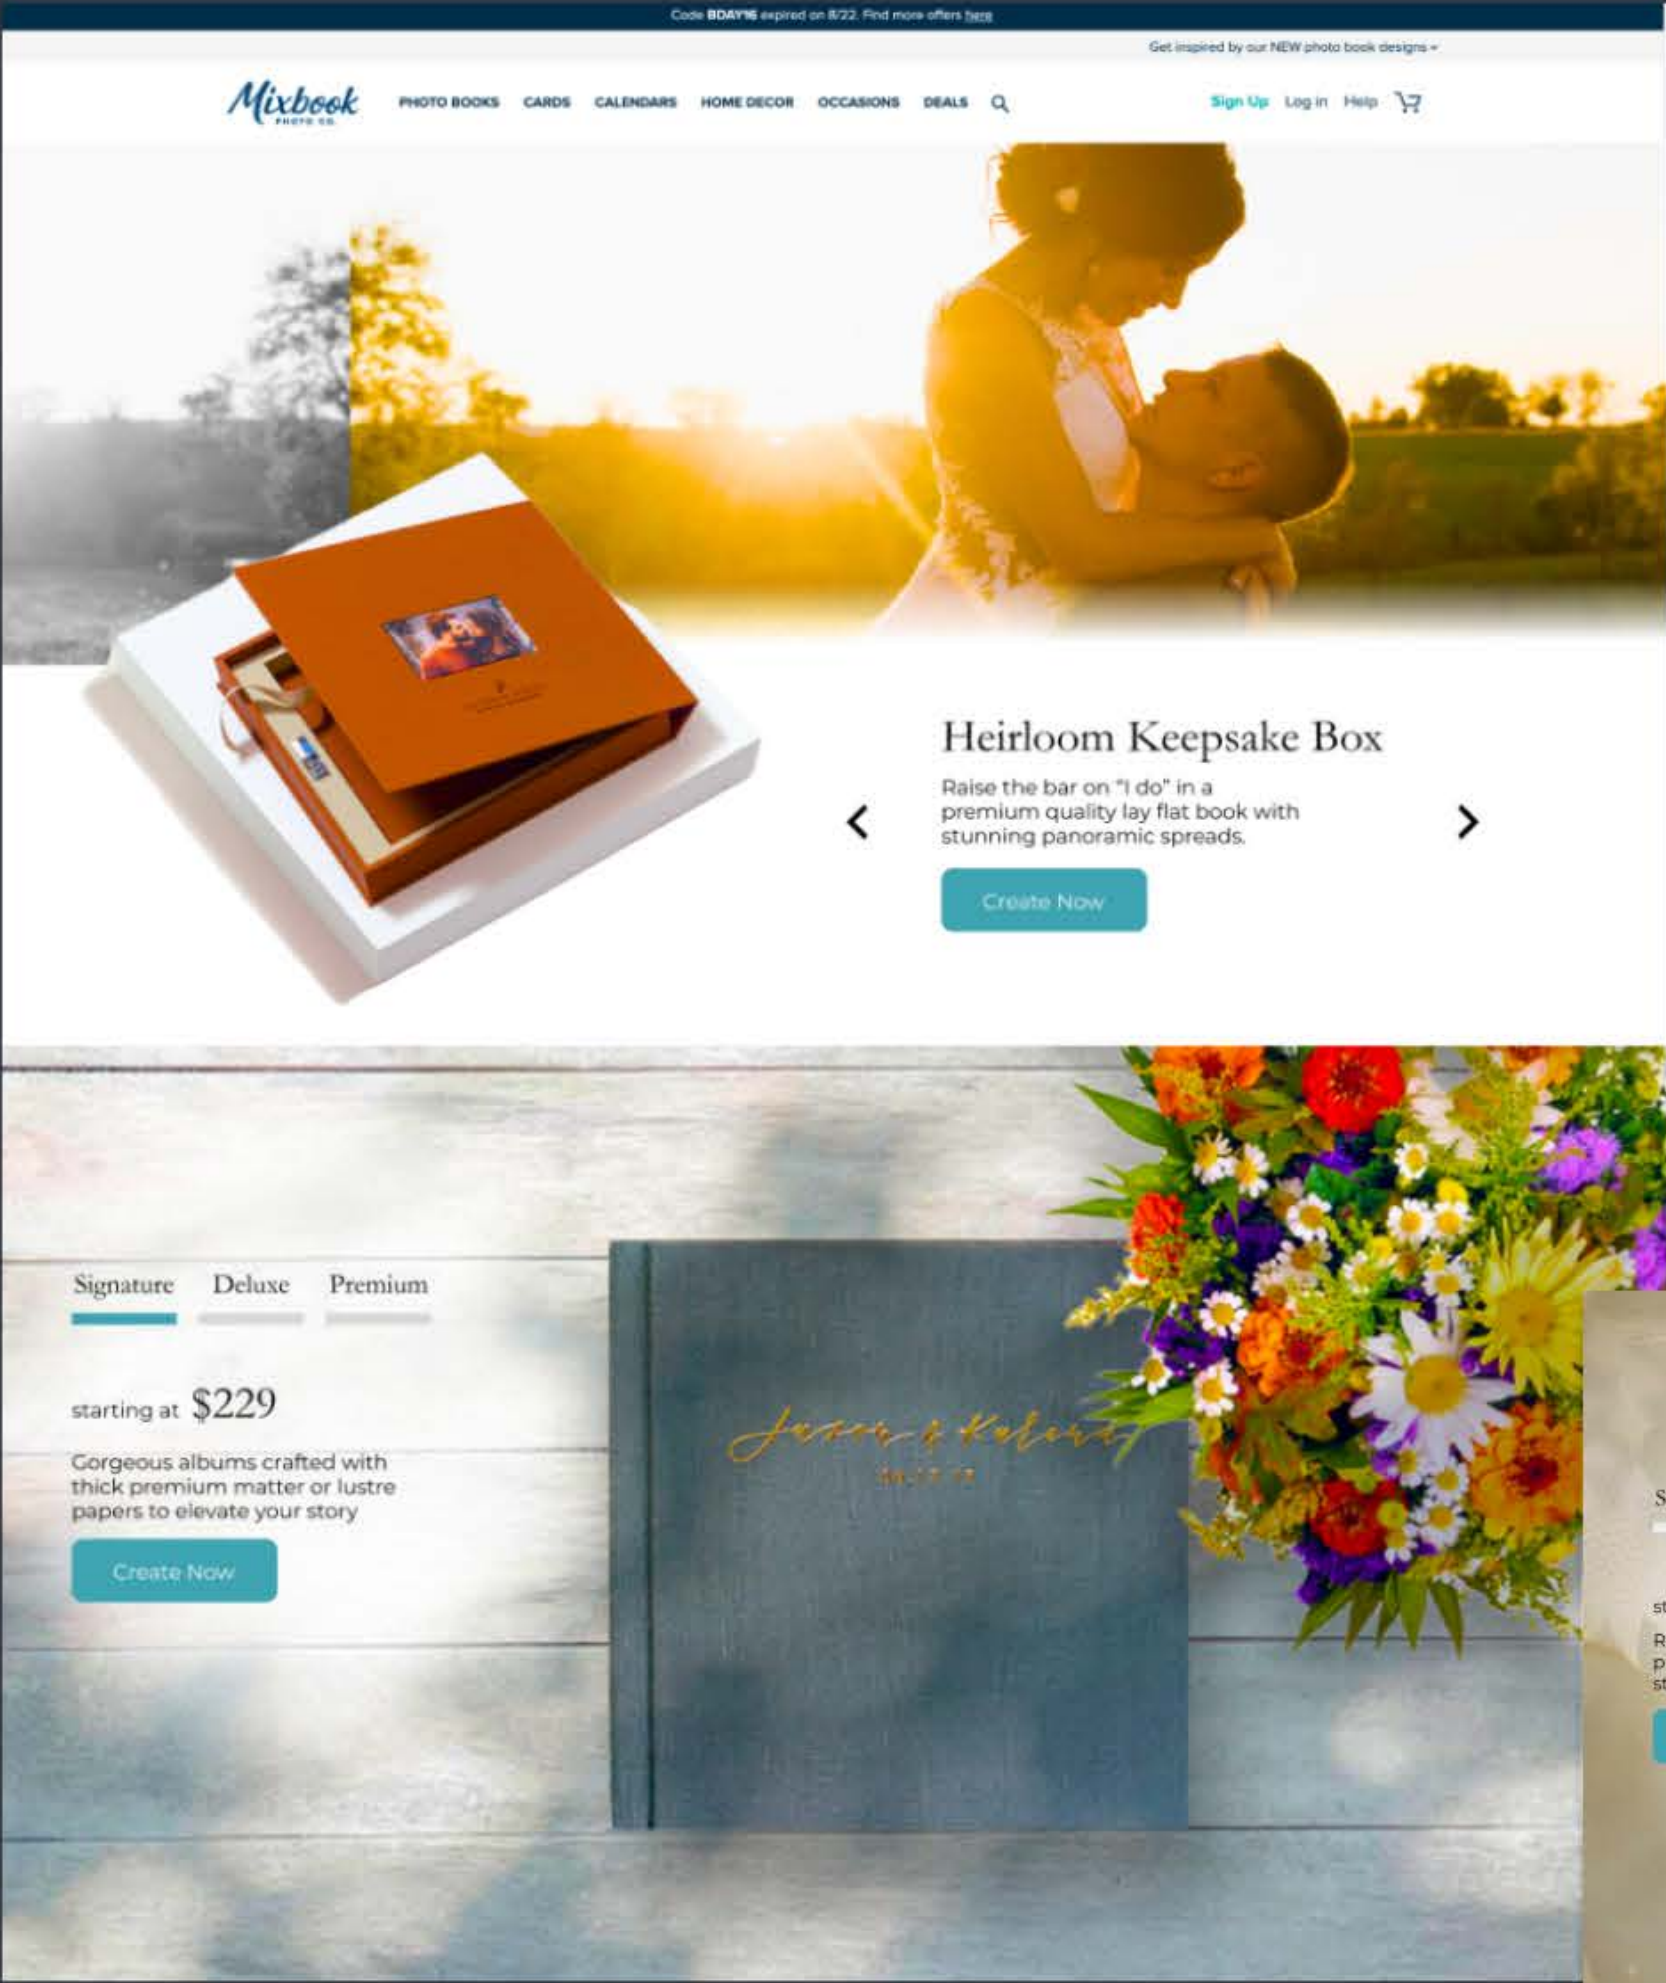 Code BDAY16 expired on 8/22. Find more offers here
Get inspired by our NEW photo book designs
Mixbook
PHOTO CO.
PHOTO BOOKS CARDS CALENDARS HOME DECOR OCCASIONS DEALS
Sign Up Log in Help
Heirloom Keepsake Box
Raise the bar on "I do" in a
premium quality lay flat book with
stunning panoramic spreads.
Create Now
Signature Deluxe Premium
starting at $229
Gorgeous albums crafted with
thick premium matter or lustre
papers to elevate your story
Create Now
S
st
R
p
st